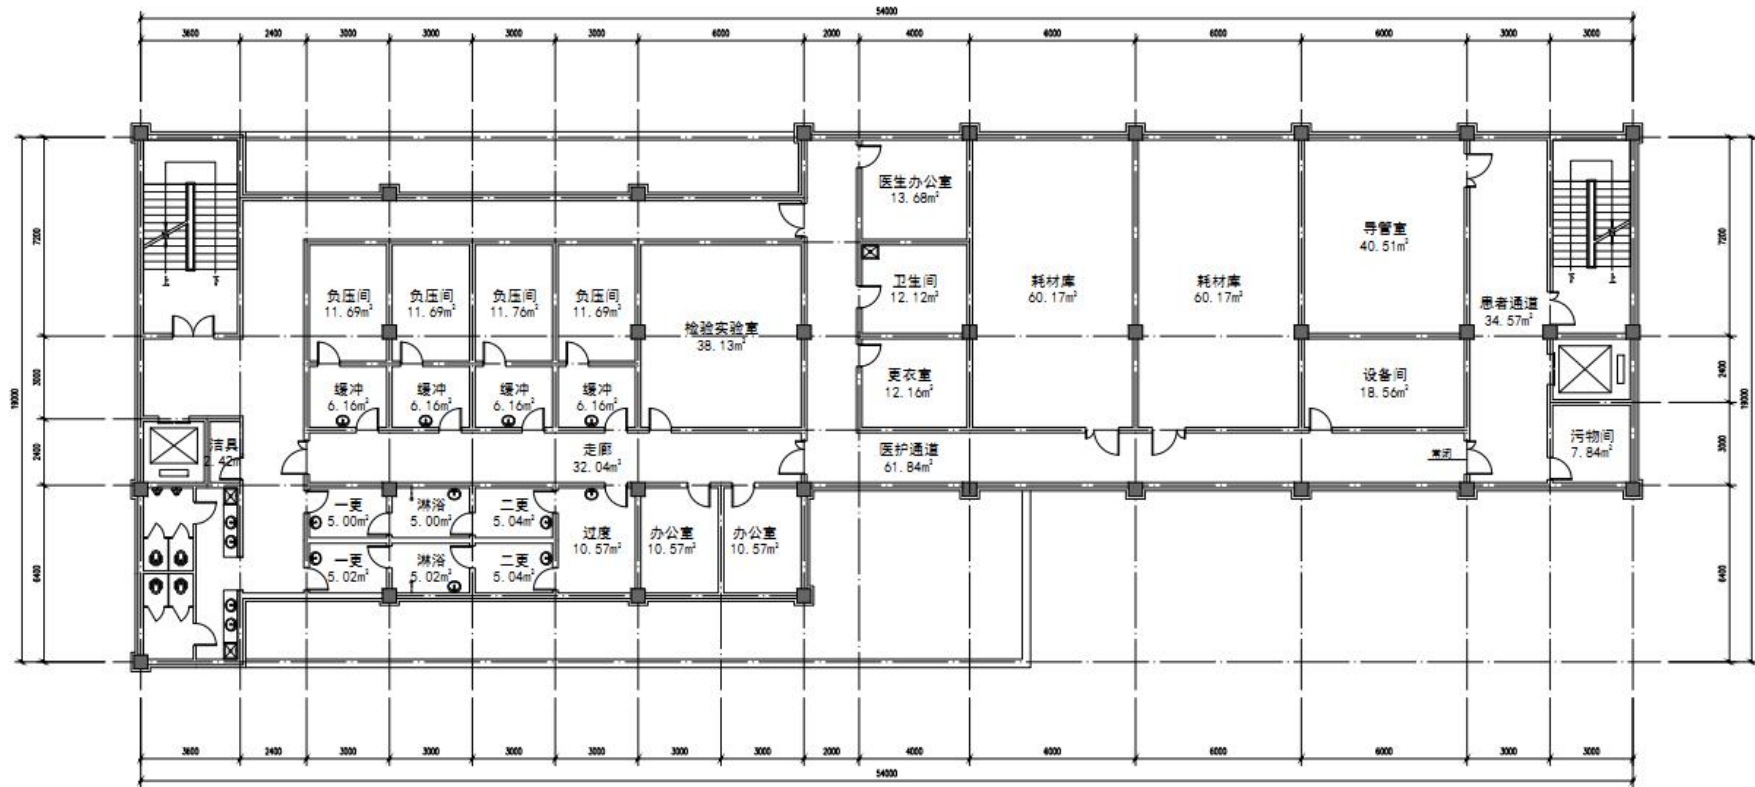 54000
3600 2400 3000 3000 3000 3000 6000 2000 4000 6000 6000 6000 3000 3000
医生办公室
13.68m²
导管室
40.51m²
7200
7200
卫生间
12.12m²
耗材库
60.17m²
耗材库
60.17m²
上 下
上 下
负压间
11.69m²
负压间
11.69m²
负压间
11.76m²
负压间
11.69m²
患者通道
34.57m²
检验实验室
38.13m²
更衣室
12.16m²
设备间
18.56m²
3000
2400
19000
19000
缓冲
6.16m²
缓冲
6.16m²
缓冲
6.16m²
缓冲
6.16m²
洁具
2.42m²
走廊
32.04m²
医护通道
61.84m²
常闭
污物间
7.84m²
2400
3000
一更
5.00m²
淋浴
5.00m²
二更
5.04m²
过度
10.57m²
办公室
10.57m²
办公室
10.57m²
一更
5.02m²
淋浴
5.02m²
二更
5.04m²
6400
6400
3600 2400 3000 3000 3000 3000 3000 3000 2000 4000 6000 6000 6000 3000 3000
54000